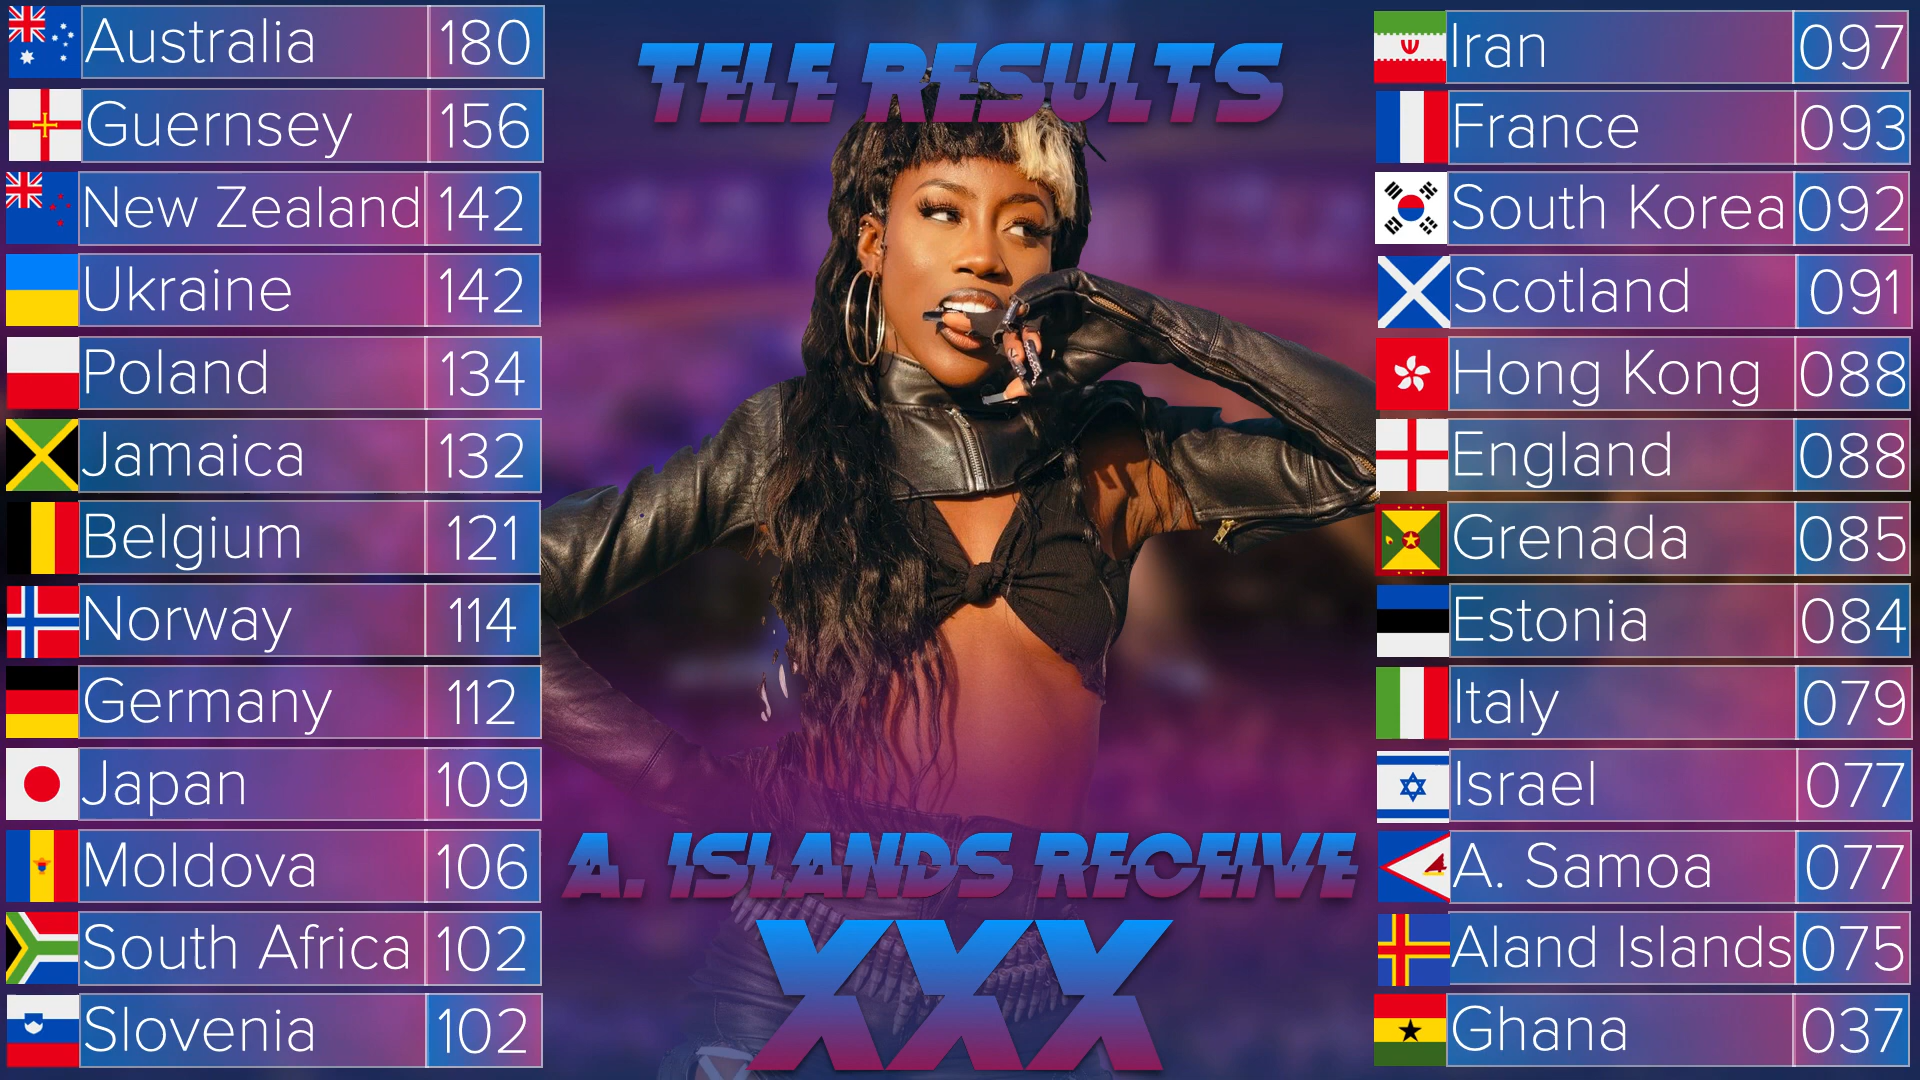 Australia 180
Guernsey 156
New Zealand 142
Ukraine 142
Poland 134
Jamaica 132
Belgium 121
Norway 114
Germany 112
Japan 109
Moldova 106
South Africa 102
Slovenia 102
TELE RESULTS
A. ISLANDS RECEIVE
XXX
Iran 097
France 093
South Korea 092
Scotland 091
Hong Kong 088
England 088
Grenada 085
Estonia 084
Italy 079
Israel 077
A. Samoa 077
Aland Islands 075
Ghana 037